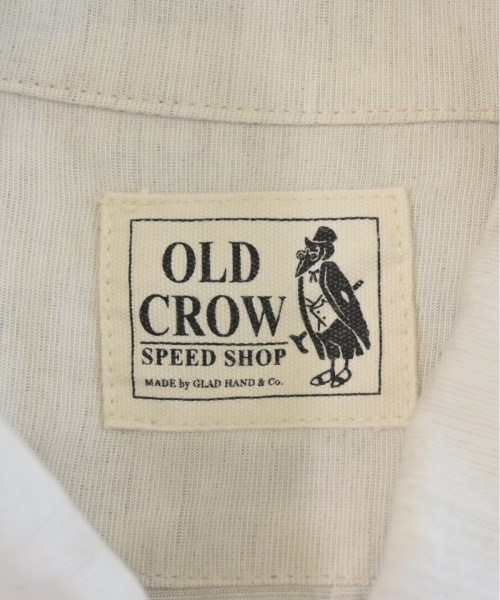 OLD
CROW
SPEED SHOP
MADE by GLAD HAND & Co.